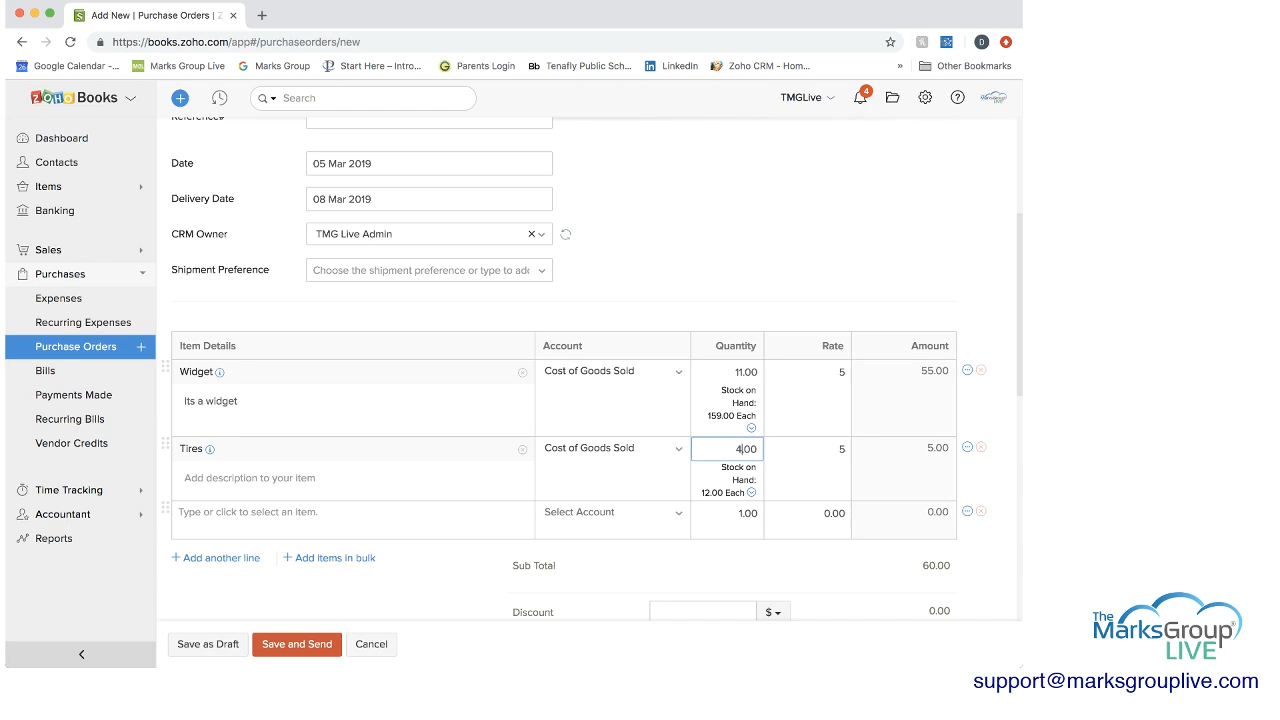 Add New | Purchase Orders | Z
https://books.zoho.com/app#/purchaseorders/new
D
Google Calendar -...
Marks Group Live
Marks Group
Start Here – Intro...
Parents Login
Bb Tenafly Public Sch...
LinkedIn
Zoho CRM - Hom...
»
Other Bookmarks
ZOHO Books
Search
TMGLive
4
Reference#
Dashboard
Contacts
Items
Banking
Sales
Purchases
Expenses
Recurring Expenses
Purchase Orders +
Bills
Payments Made
Recurring Bills
Vendor Credits
Time Tracking
Accountant
Reports
Date
05 Mar 2019
Delivery Date
08 Mar 2019
CRM Owner
TMG Live Admin
Shipment Preference
Choose the shipment preference or type to add
Item Details Account Quantity Rate Amount
Widget Cost of Goods Sold 11.00 5 55.00
Its a widget
Stock on
Hand:
159.00 Each
Tires Cost of Goods Sold 4.00 5 5.00
Add description to your item
Stock on
Hand:
12.00 Each
Type or click to select an item. Select Account 1.00 0.00 0.00
+ Add another line
+ Add items in bulk
Sub Total 60.00
Discount $ 0.00
Save as Draft
Save and Send
Cancel
The
MarksGroup
LIVE
support@marksgrouplive.com